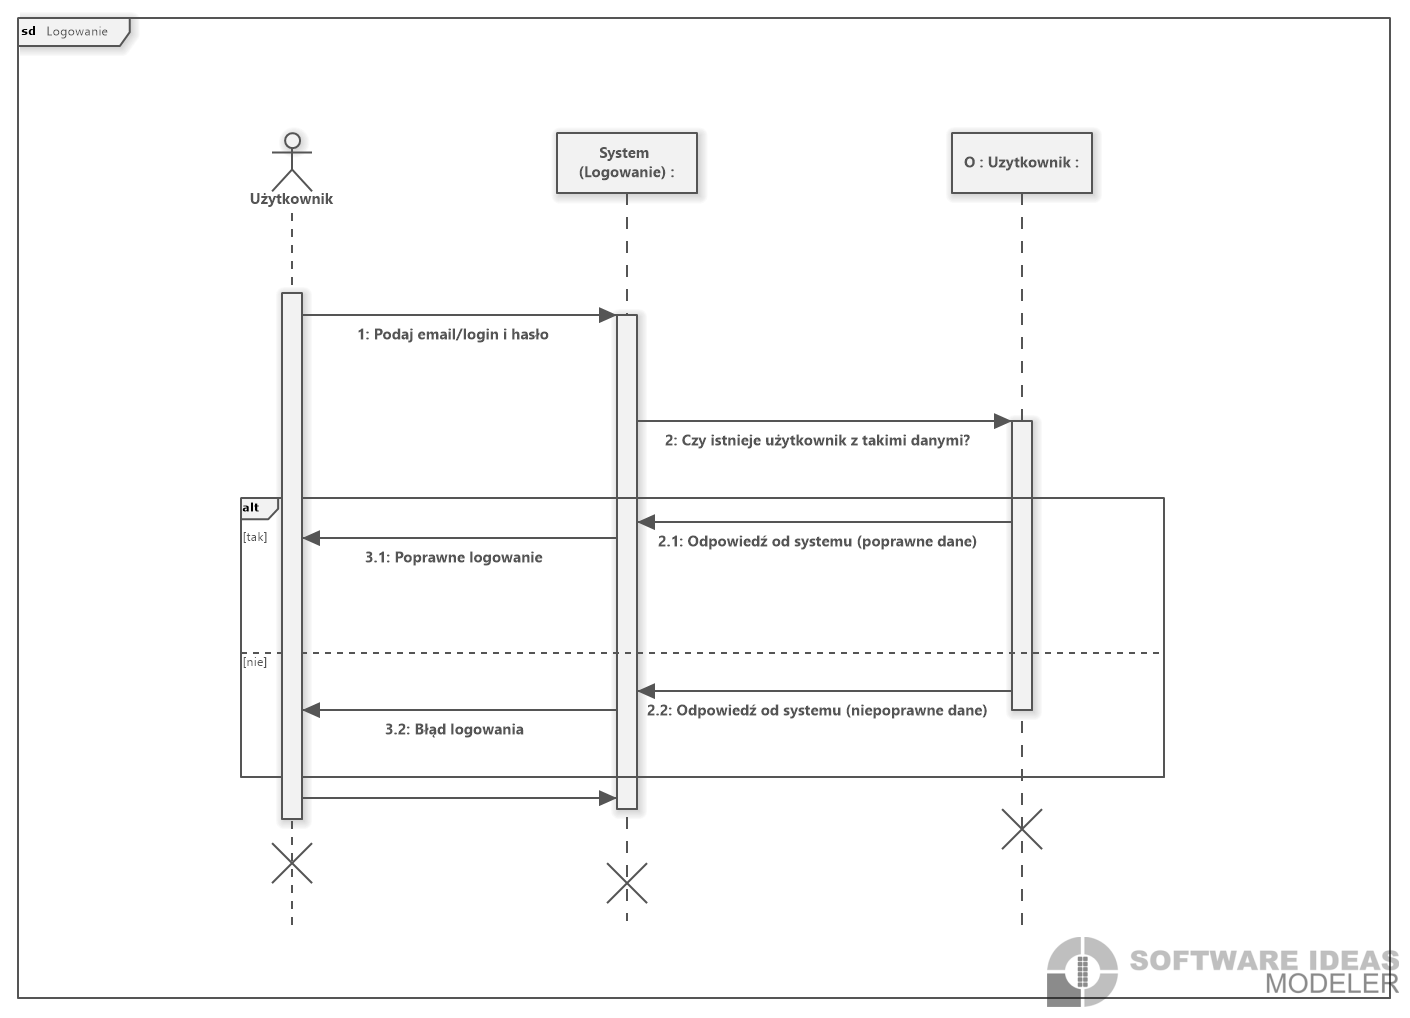 sd Logowanie
Użytkownik
System
(Logowanie) :
O : Uzytkownik :
1: Podaj email/login i hasło
2: Czy istnieje użytkownik z takimi danymi?
alt
[tak]
2.1: Odpowiedź od systemu (poprawne dane)
3.1: Poprawne logowanie
[nie]
2.2: Odpowiedź od systemu (niepoprawne dane)
3.2: Błąd logowania
SOFTWARE IDEAS
MODELER